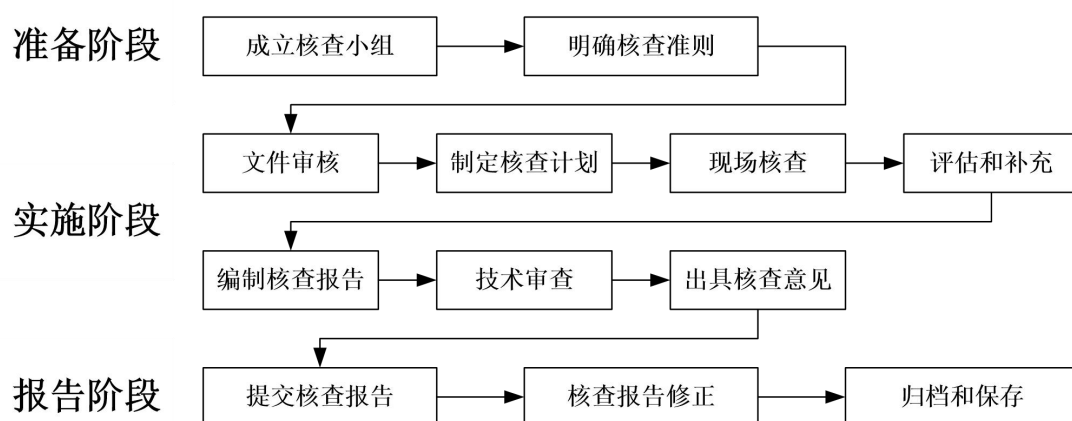 准备阶段
成立核查小组
明确核查准则
文件审核
制定核查计划
现场核查
评估和补充
实施阶段
编制核查报告
技术审查
出具核查意见
报告阶段
提交核查报告
核查报告修正
归档和保存